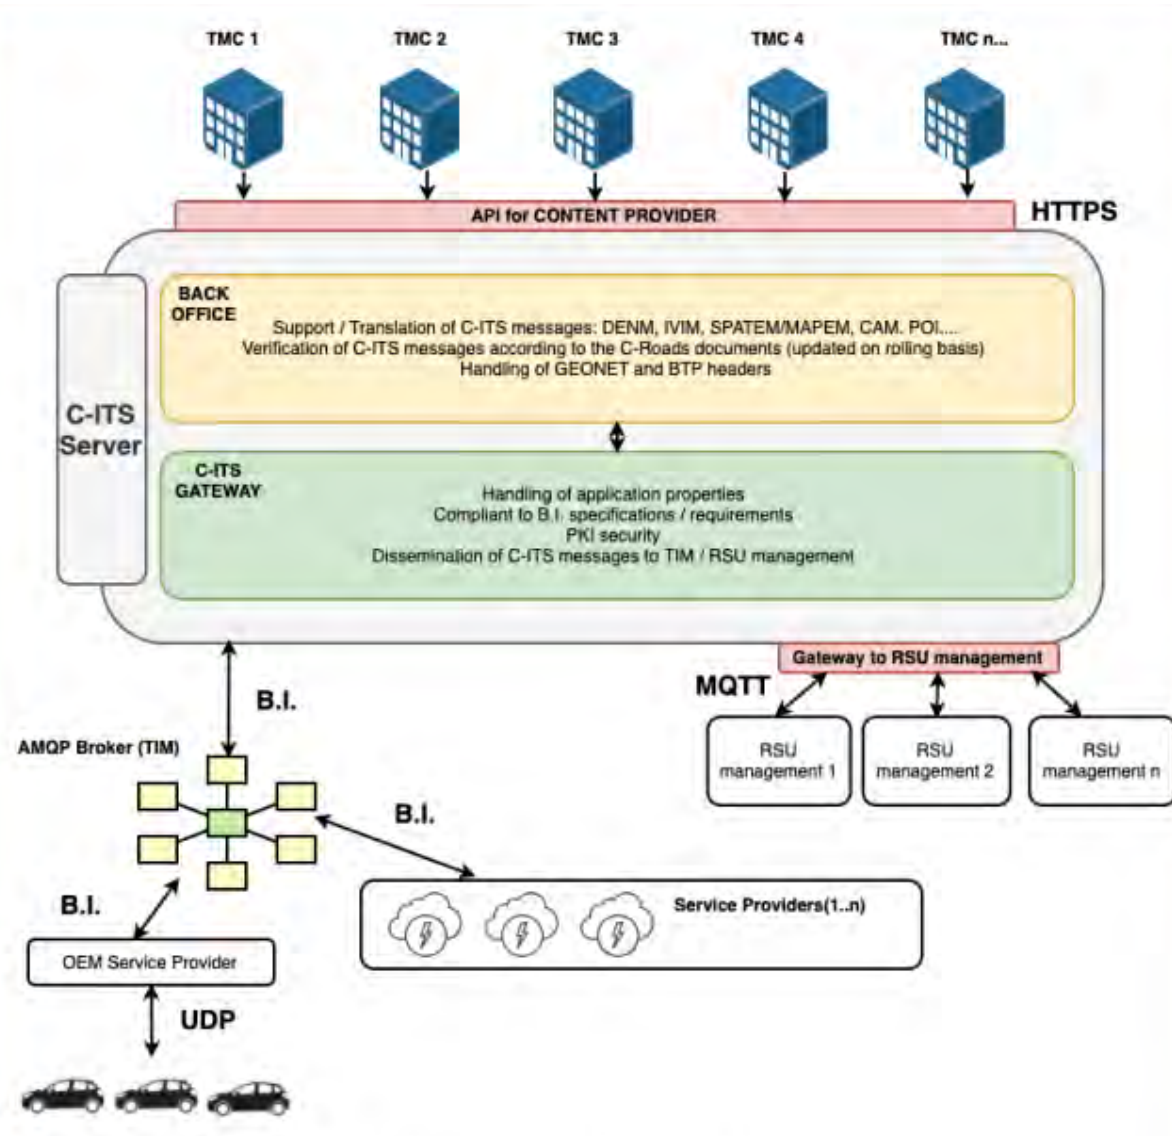 TMC 1
TMC 2
TMC 3
TMC 4
TMC n...
API for CONTENT PROVIDER
HTTPS
C-ITS
Server
BACK
OFFICE
Support / Translation of C-ITS messages: DENM, IVIM, SPATEM/MAPEM, CAM. POI....
Verification of C-ITS messages according to the C-Roads documents (updated on rolling basis)
Handling of GEONET and BTP headers
C-ITS
GATEWAY
Handling of application properties
Compliant to B.I. specifications / requirements
PKI security
Dissemination of C-ITS messages to TIM / RSU management
Gateway to RSU management
MQTT
RSU
management 1
RSU
management 2
RSU
management n
B.I.
AMQP Broker (TIM)
B.I.
Service Providers(1..n)
B.I.
OEM Service Provider
UDP